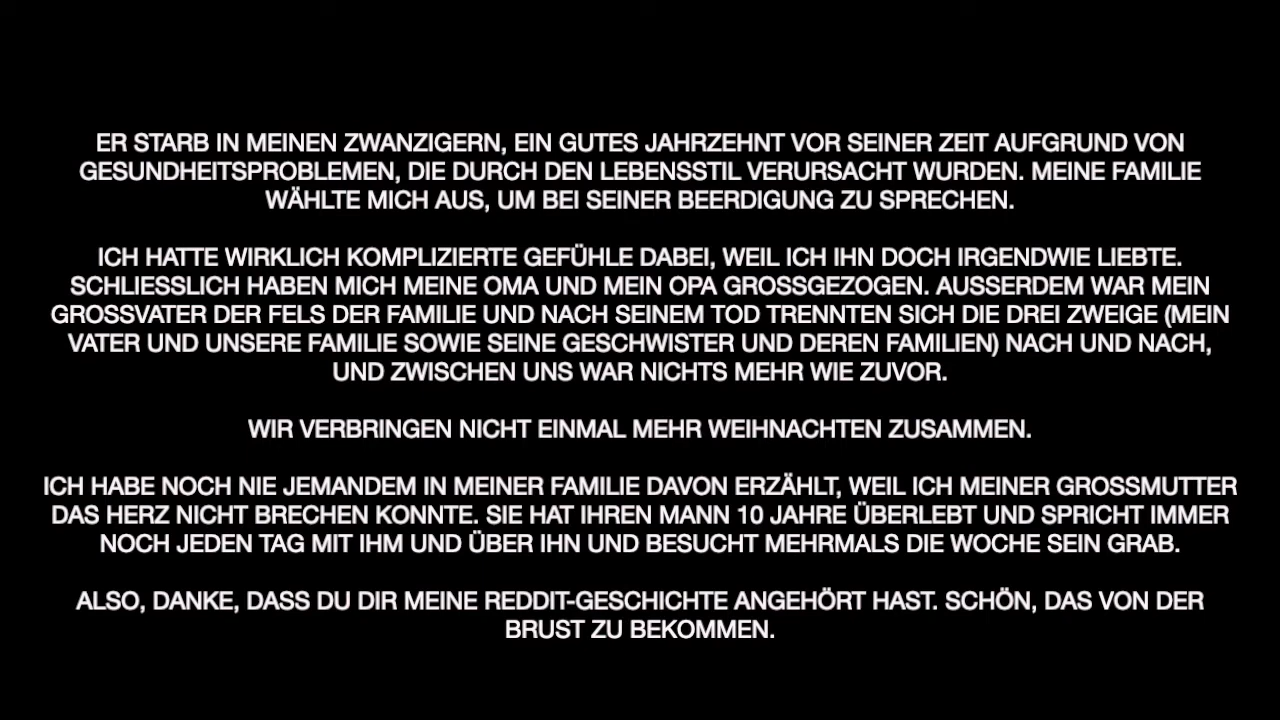 ER STARB IN MEINEN ZWANZIGERN, EIN GUTES JAHRZEHNT VOR SEINER ZEIT AUFGRUND VON
GESUNDHEITSPROBLEMEN, DIE DURCH DEN LEBENSSTIL VERURSACHT WURDEN. MEINE FAMILIE
WÄHLTE MICH AUS, UM BEI SEINER BEERDIGUNG ZU SPRECHEN.
ICH HATTE WIRKLICH KOMPLIZIERTE GEFÜHLE DABEI, WEIL ICH IHN DOCH IRGENDWIE LIEBTE.
SCHLIESSLICH HABEN MICH MEINE OMA UND MEIN OPA GROSSGEZOGEN. AUSSERDEM WAR MEIN
GROSSVATER DER FELS DER FAMILIE UND NACH SEINEM TOD TRENNTEN SICH DIE DREI ZWEIGE (MEIN
VATER UND UNSERE FAMILIE SOWIE SEINE GESCHWISTER UND DEREN FAMILIEN) NACH UND NACH,
UND ZWISCHEN UNS WAR NICHTS MEHR WIE ZUVOR.
WIR VERBRINGEN NICHT EINMAL MEHR WEIHNACHTEN ZUSAMMEN.
ICH HABE NOCH NIE JEMANDEM IN MEINER FAMILIE DAVON ERZÄHLT, WEIL ICH MEINER GROSSMUTTER
DAS HERZ NICHT BRECHEN KONNTE. SIE HAT IHREN MANN 10 JAHRE ÜBERLEBT UND SPRICHT IMMER
NOCH JEDEN TAG MIT IHM UND ÜBER IHN UND BESUCHT MEHRMALS DIE WOCHE SEIN GRAB.
ALSO, DANKE, DASS DU DIR MEINE REDDIT-GESCHICHTE ANGEHÖRT HAST. SCHÖN, DAS VON DER
BRUST ZU BEKOMMEN.